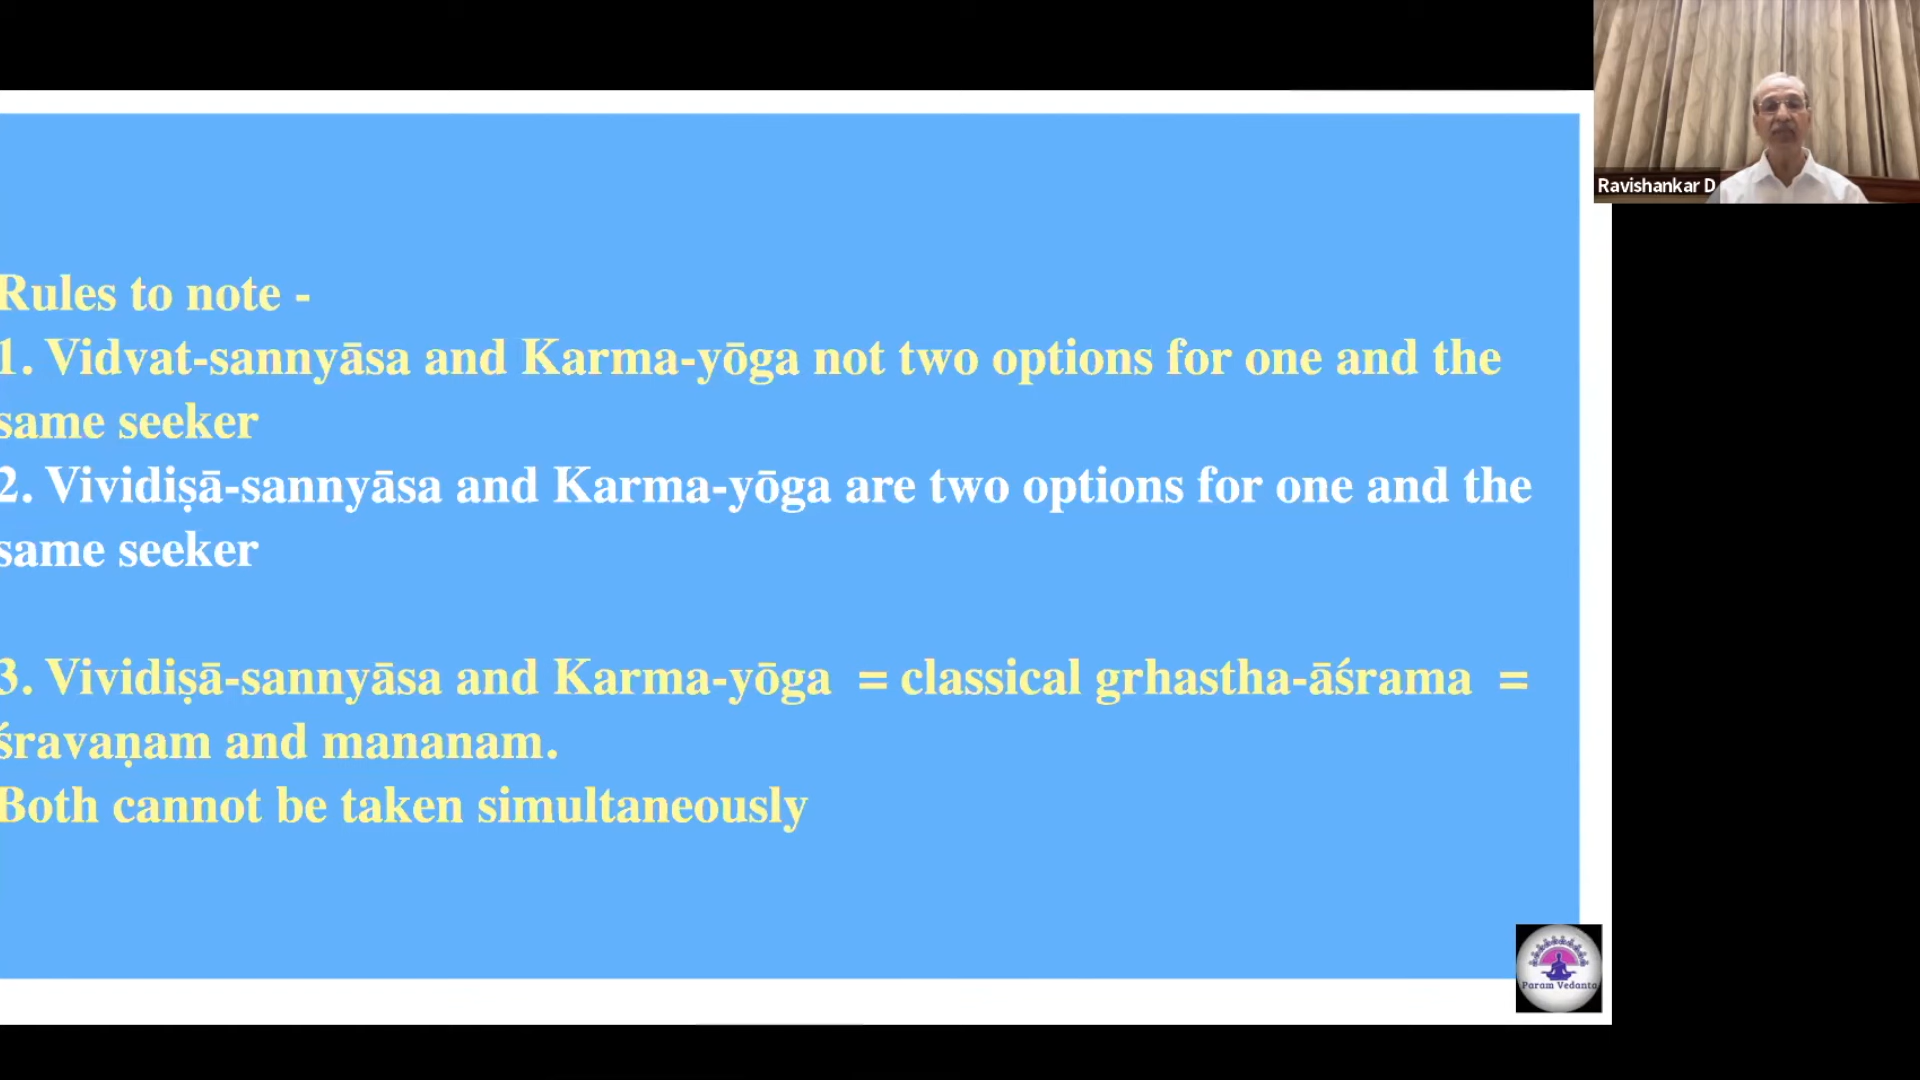 Ravishankar D
Rules to note -
1. Vidvat-sannyāsa and Karma-yōga not two options for one and the
same seeker
2. Vividiṣā-sannyāsa and Karma-yōga are two options for one and the
same seeker
3. Vividiṣā-sannyāsa and Karma-yōga = classical grhastha-āśrama =
śravaṇam and mananam.
Both cannot be taken simultaneously
Param Vedanta